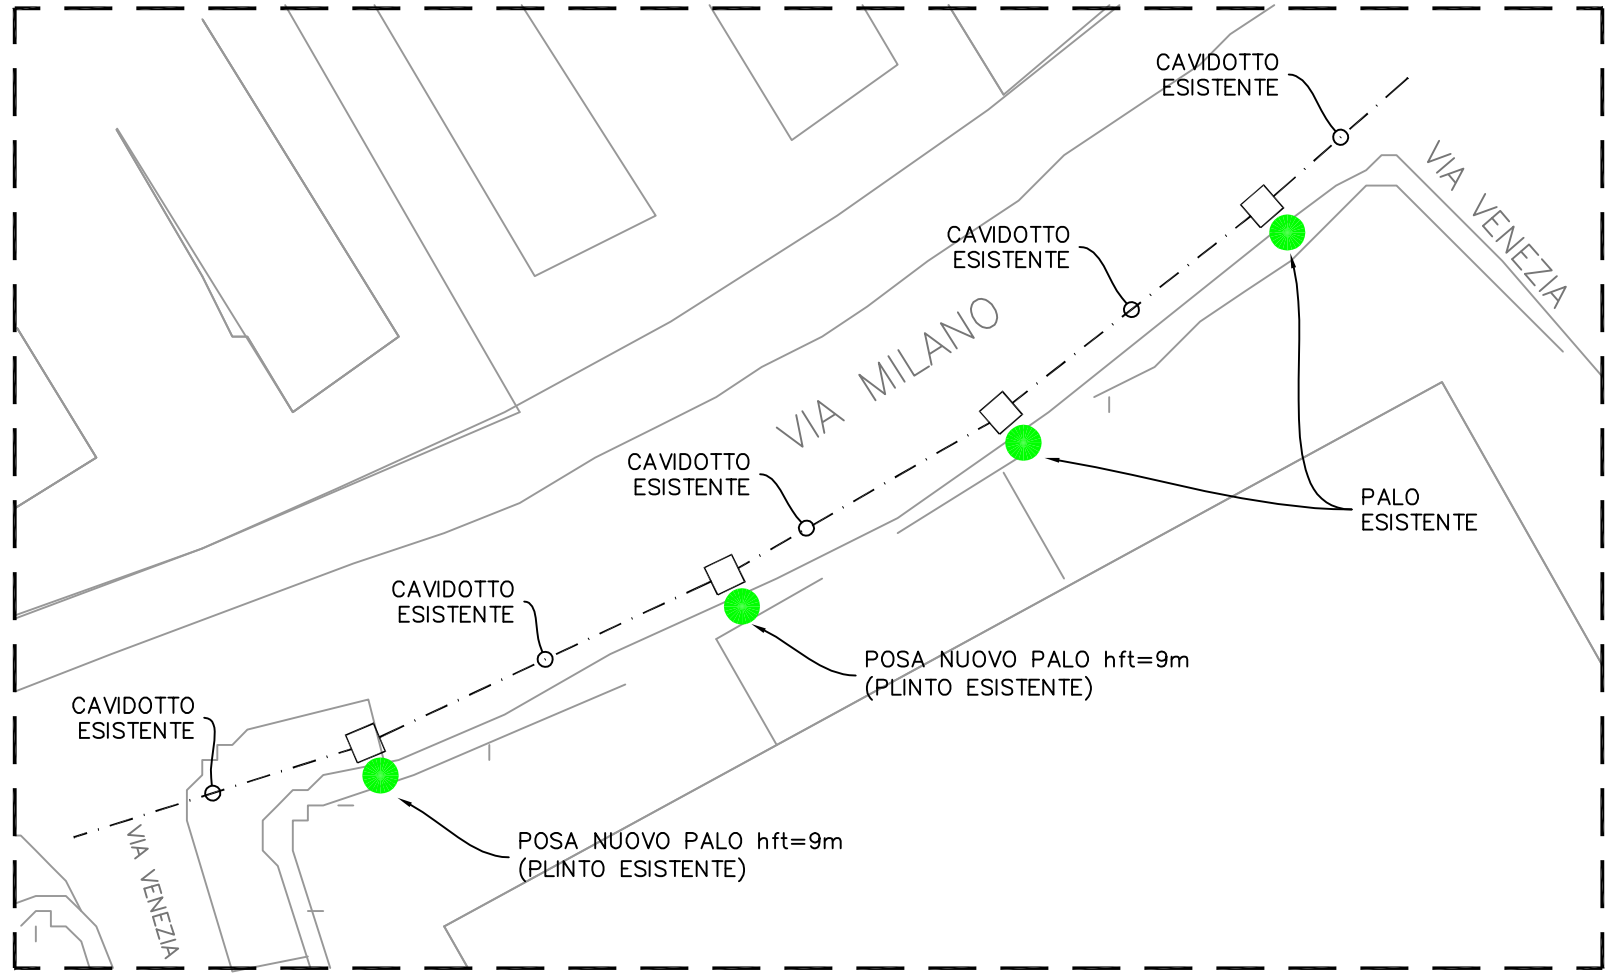 CAVIDOTTO
ESISTENTE
VIA VENEZIA
CAVIDOTTO
ESISTENTE
VIA MILANO
CAVIDOTTO
ESISTENTE
PALO
ESISTENTE
CAVIDOTTO
ESISTENTE
POSA NUOVO PALO hft=9m
(PLINTO ESISTENTE)
CAVIDOTTO
ESISTENTE
POSA NUOVO PALO hft=9m
(PLINTO ESISTENTE)
VIA VENEZIA